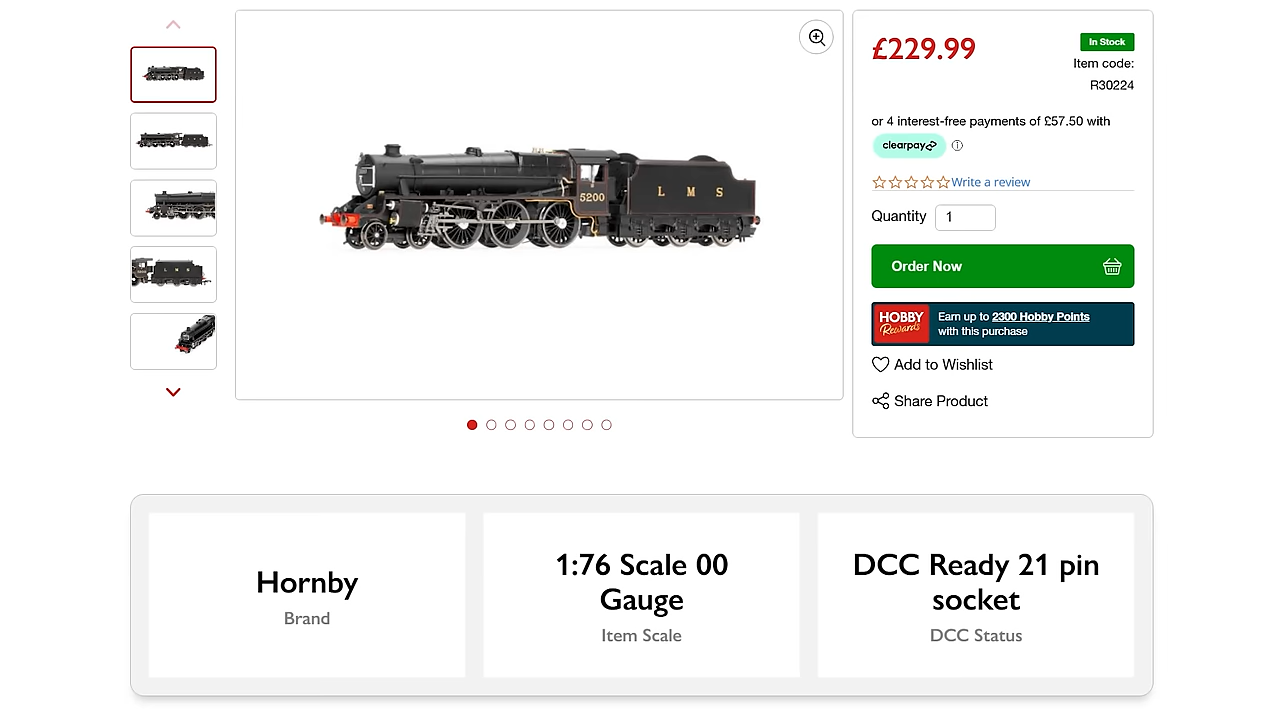 £229.99
In Stock
Item code:
R30224
or 4 interest-free payments of £57.50 with
clearpay
Write a review
Quantity 1
Order Now
HOBBY
Rewards
Earn up to 2300 Hobby Points
with this purchase
Add to Wishlist
Share Product
5200
L M S
Hornby
Brand
1:76 Scale 00
Gauge
Item Scale
DCC Ready 21 pin
socket
DCC Status